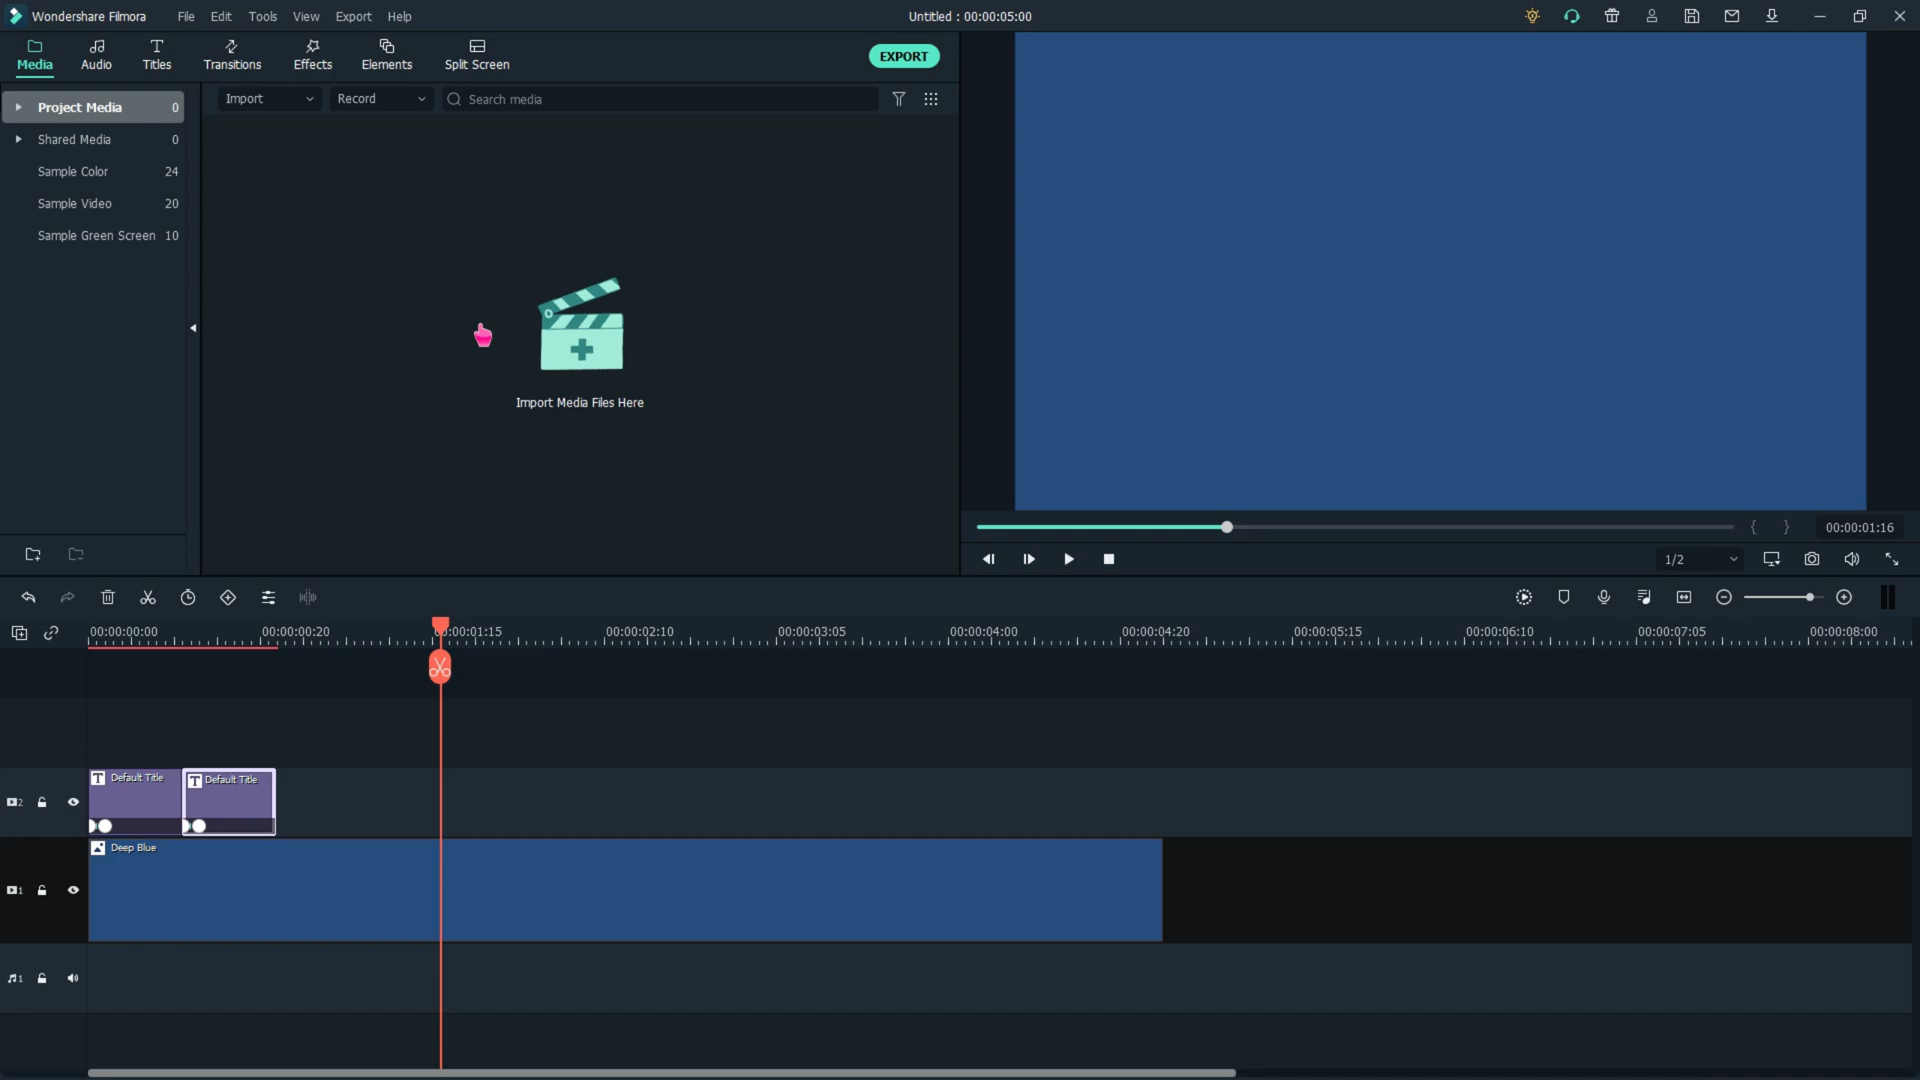 Wondershare Filmora File Edit Tools View Export Help Untitled : 00:00:05:00
Media Audio Titles Transitions Effects Elements Split Screen EXPORT
Project Media 0
Shared Media 0
Sample Color 24
Sample Video 20
Sample Green Screen 10
Import Record Search media
Import Media Files Here
{ } 00:00:01:16
1/2
00:00:00:00 00:00:00:20 00:00:01:15 00:00:02:10 00:00:03:05 00:00:04:00 00:00:04:20 00:00:05:15 00:00:06:10 00:00:07:05 00:00:08:00
2 T Default Title T Default Title
1 Deep Blue
1